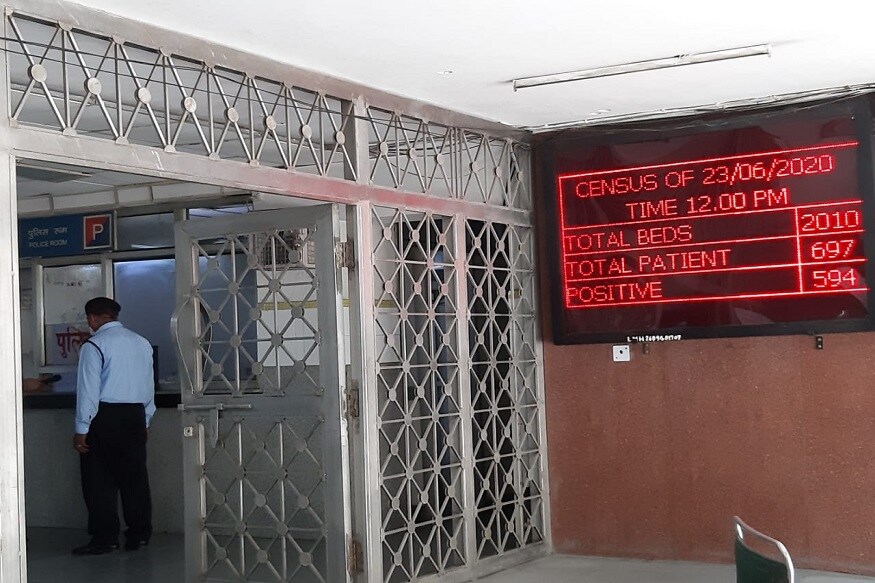 पुलिस रूम
POLICE ROOM
P
पुलि
CENSUS OF 23/06/2020
TIME 12.00 PM
TOTAL BEDS 2010
TOTAL PATIENT 697
POSITIVE 594